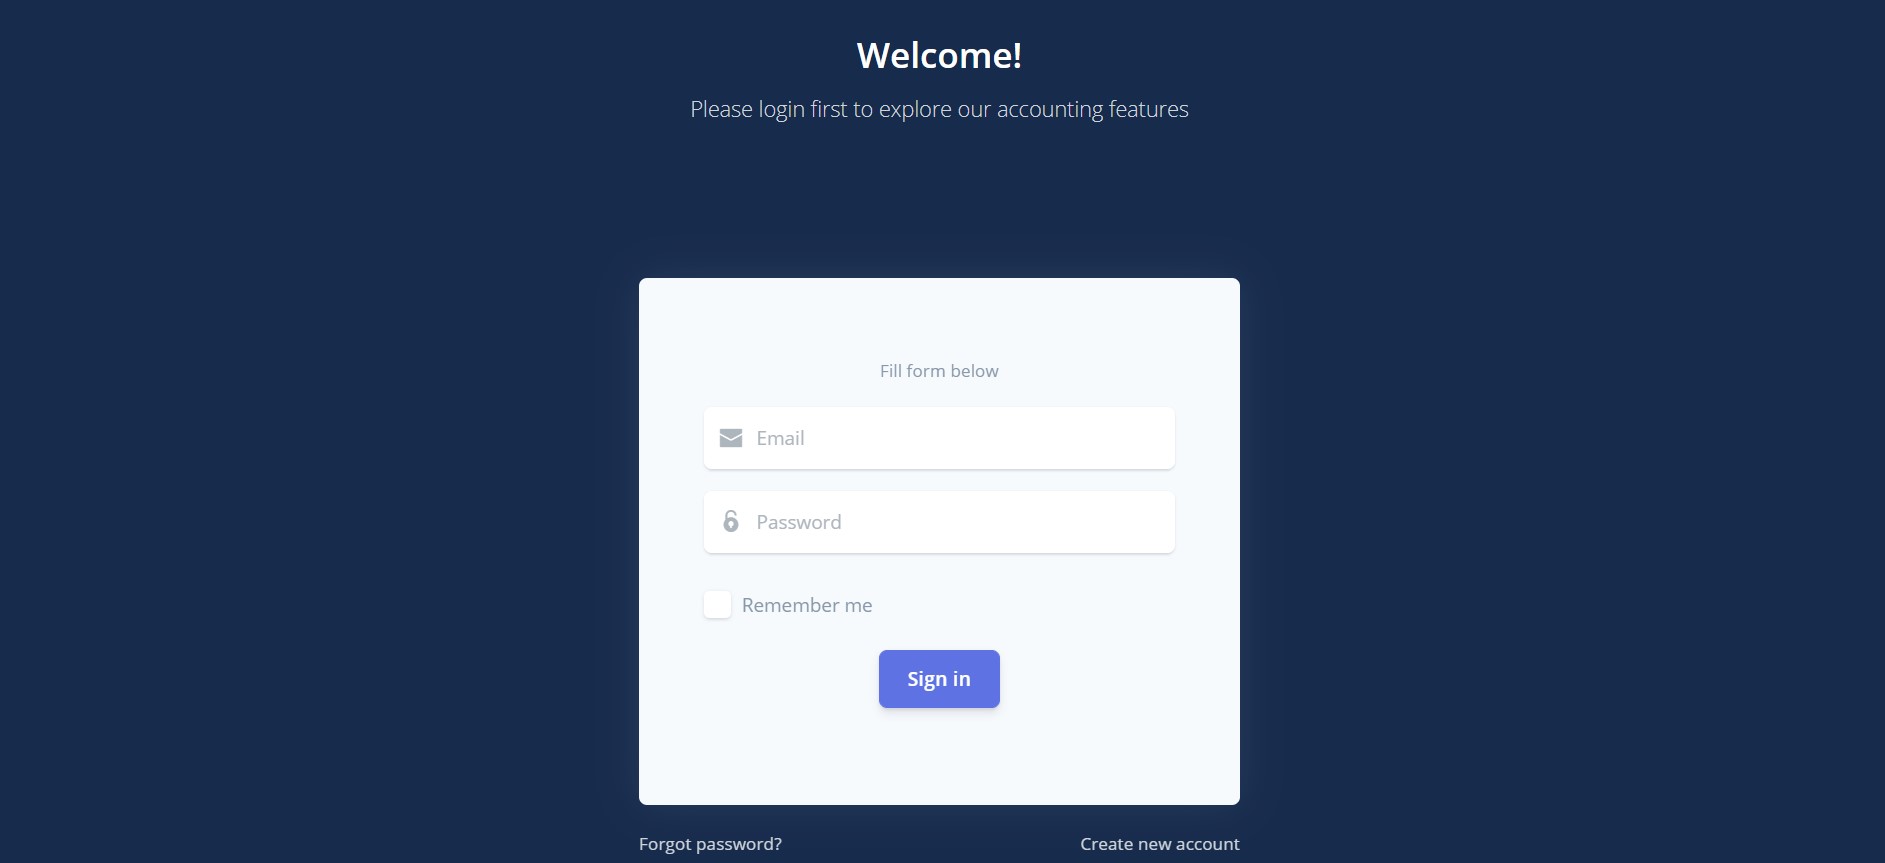 Welcome!
Please login first to explore our accounting features
Fill form below
Email
Password
Remember me
Sign in
Forgot password?
Create new account